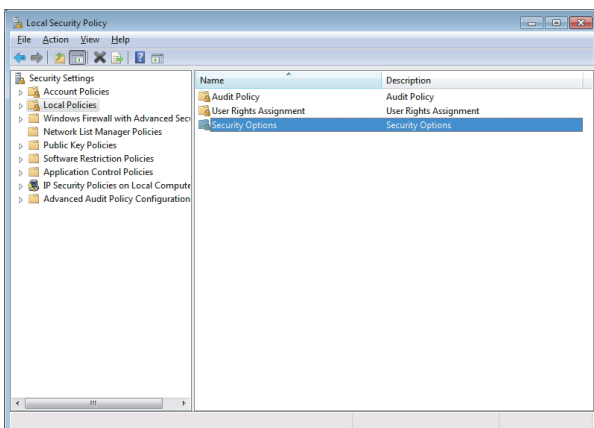 Local Security Policy
File Action View Help
Security Settings
Account Policies
Local Policies
Windows Firewall with Advanced Secu
Network List Manager Policies
Public Key Policies
Software Restriction Policies
Application Control Policies
IP Security Policies on Local Compute
Advanced Audit Policy Configuration
Name Description
Audit Policy Audit Policy
User Rights Assignment User Rights Assignment
Security Options Security Options